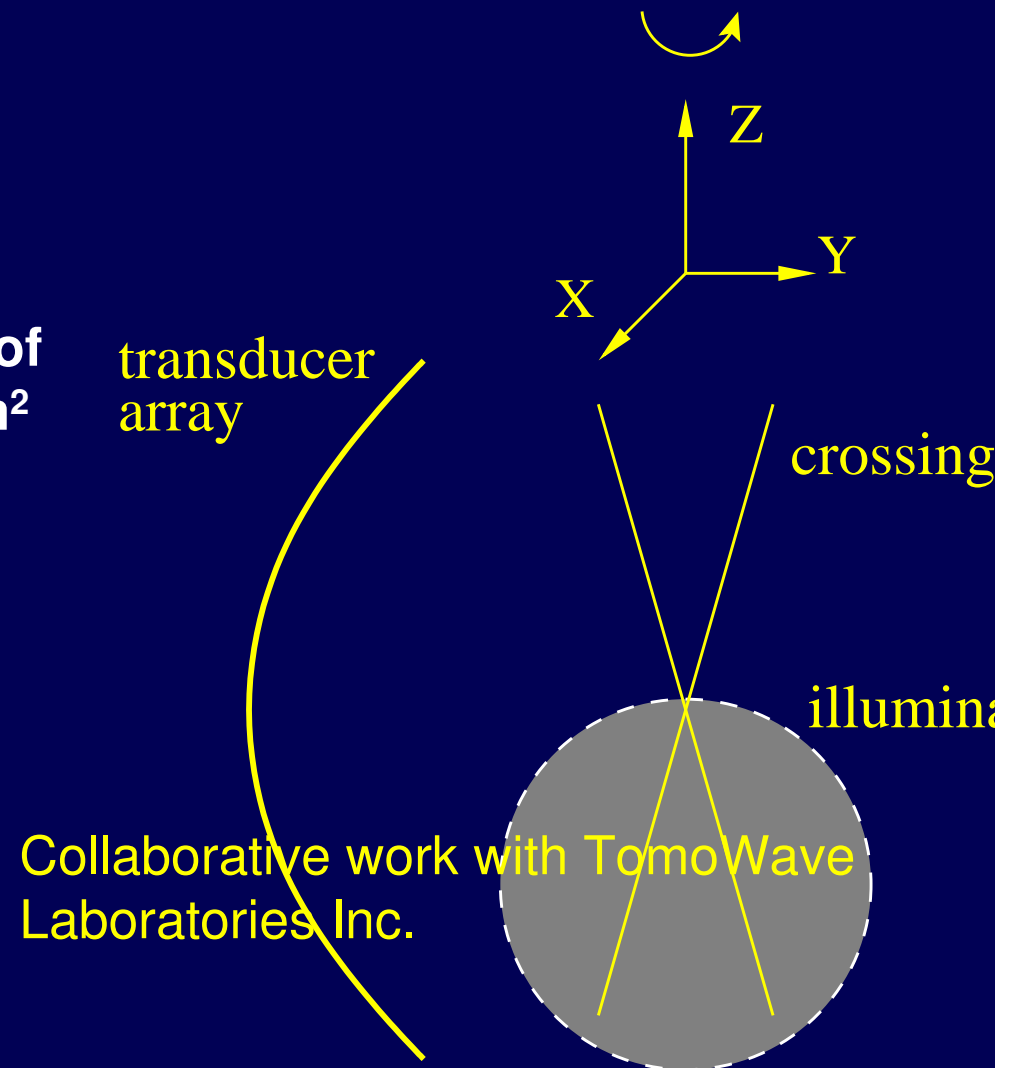 Z
Y
X
of
transducer
array
crossing
illumina
Collaborative work with TomoWave
Laboratories Inc.